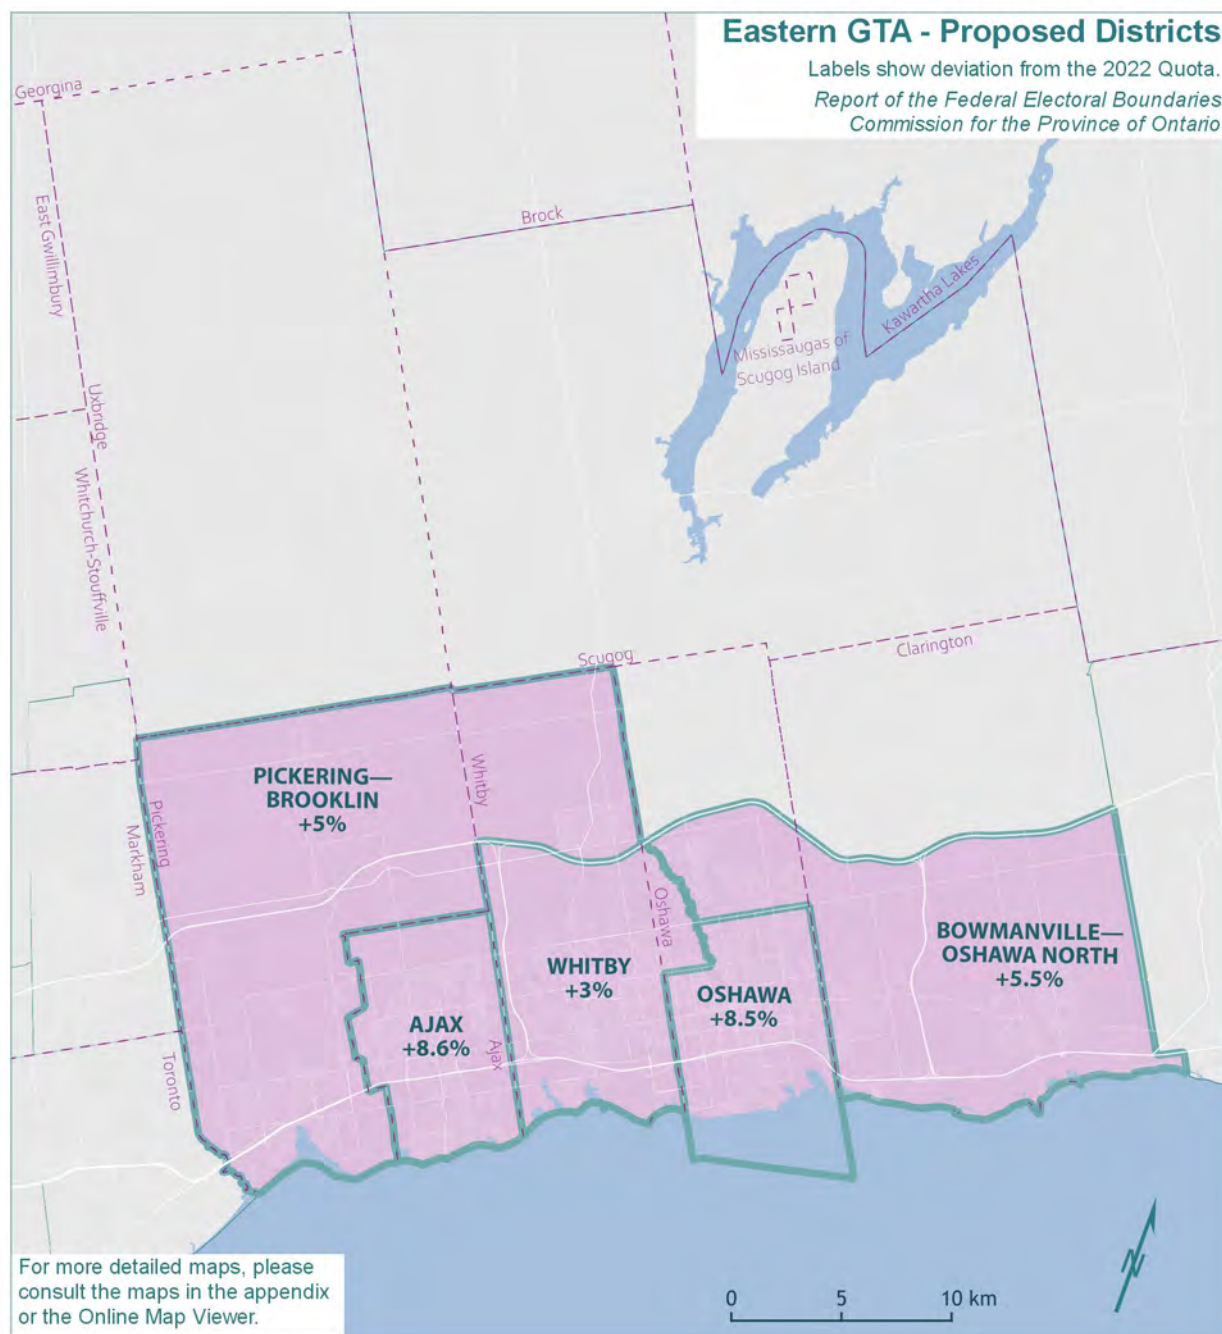 Eastern GTA - Proposed Districts
Labels show deviation from the 2022 Quota.
Report of the Federal Electoral Boundaries
Commission for the Province of Ontario
Georgina
East Gwillimbury
Brock
Kawartha Lakes
Mississaugas of
Scugog Island
Uxbridge
Whitchurch-Stouffville
Scugog
Clarington
PICKERING—
BROOKLIN
+5%
Whitby
Pickering
Markham
Oshawa
BOWMANVILLE—
OSHAWA NORTH
+5.5%
WHITBY
+3%
OSHAWA
+8.5%
AJAX
+8.6%
Ajax
Toronto
For more detailed maps, please
consult the maps in the appendix
or the Online Map Viewer.
0 5 10 km
N